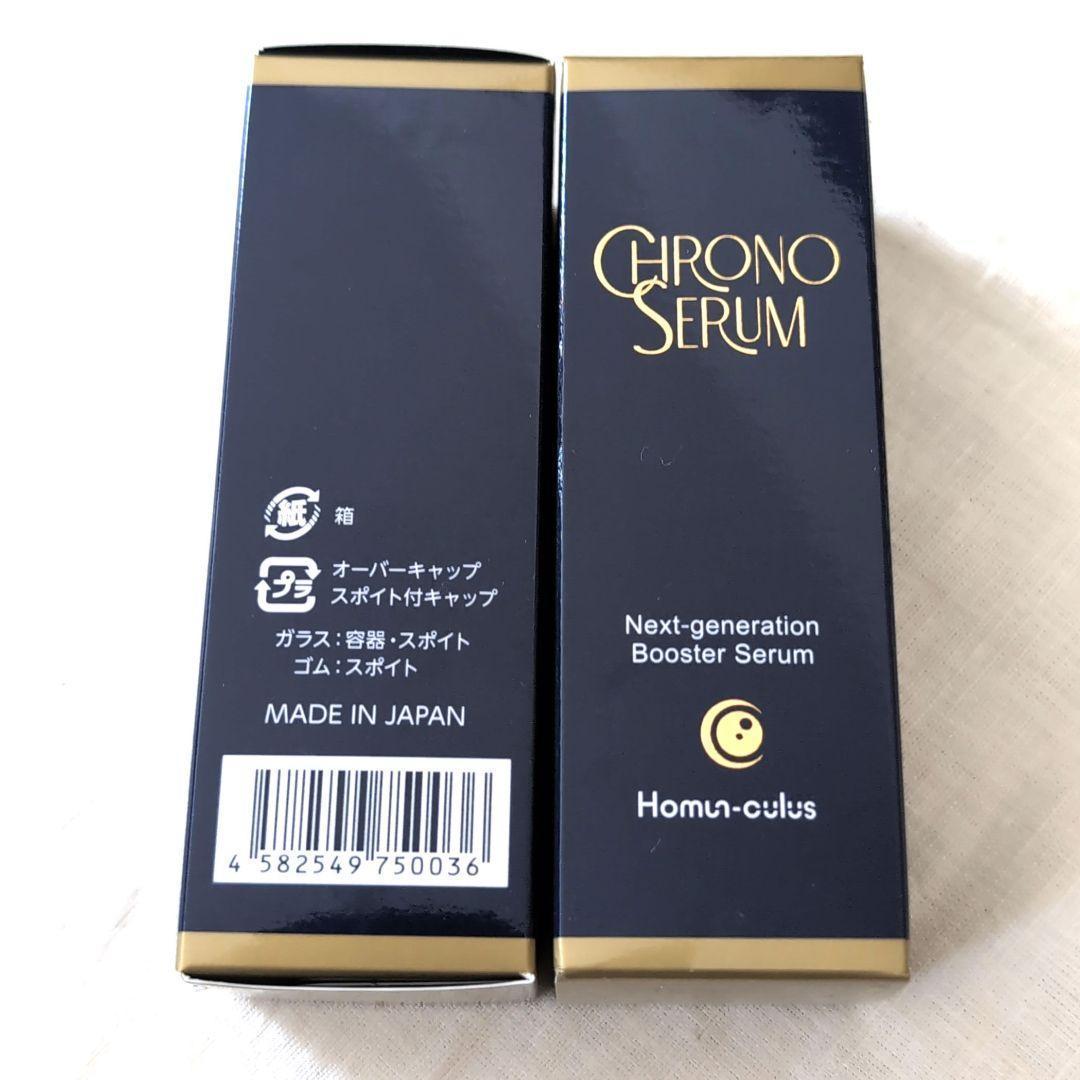 紙 箱
プラ オーバーキャップ
スポイト付キャップ
ガラス：容器・スポイト
ゴム：スポイト
MADE IN JAPAN
4 582549 750036
CHRONO
SERUM
Next-generation
Booster Serum
Homun-culus